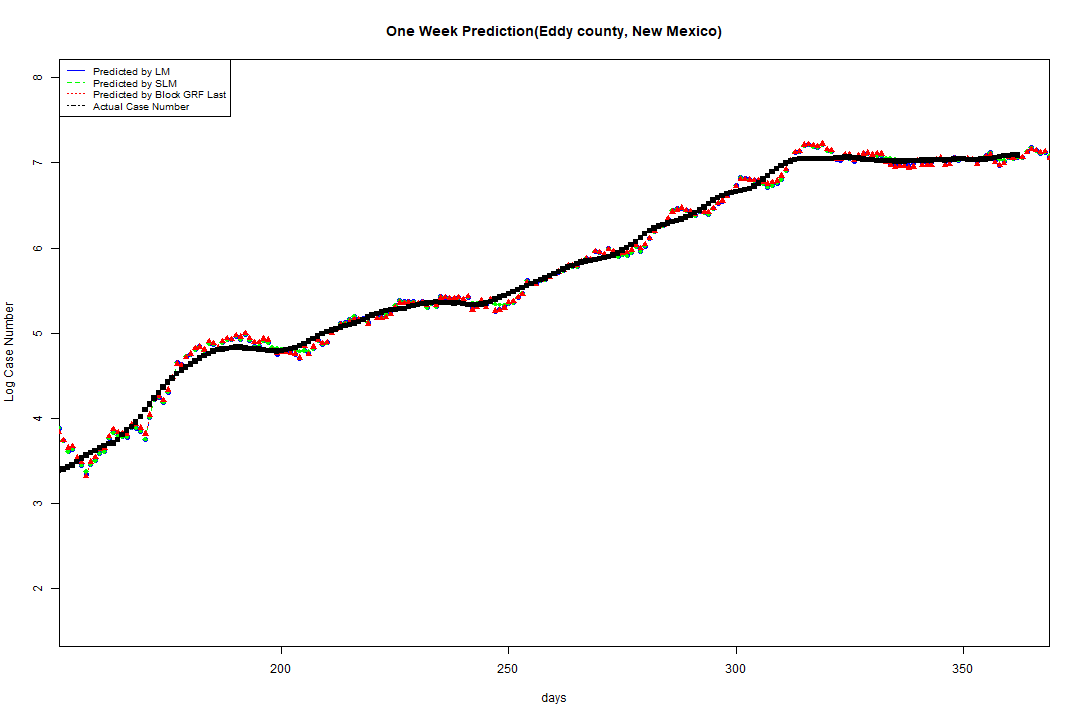 One Week Prediction(Eddy county, New Mexico)
Predicted by LM
Predicted by SLM
Predicted by Block GRF Last
Actual Case Number
8
7
6
5
4
3
2
Log Case Number
200 250 300 350
days